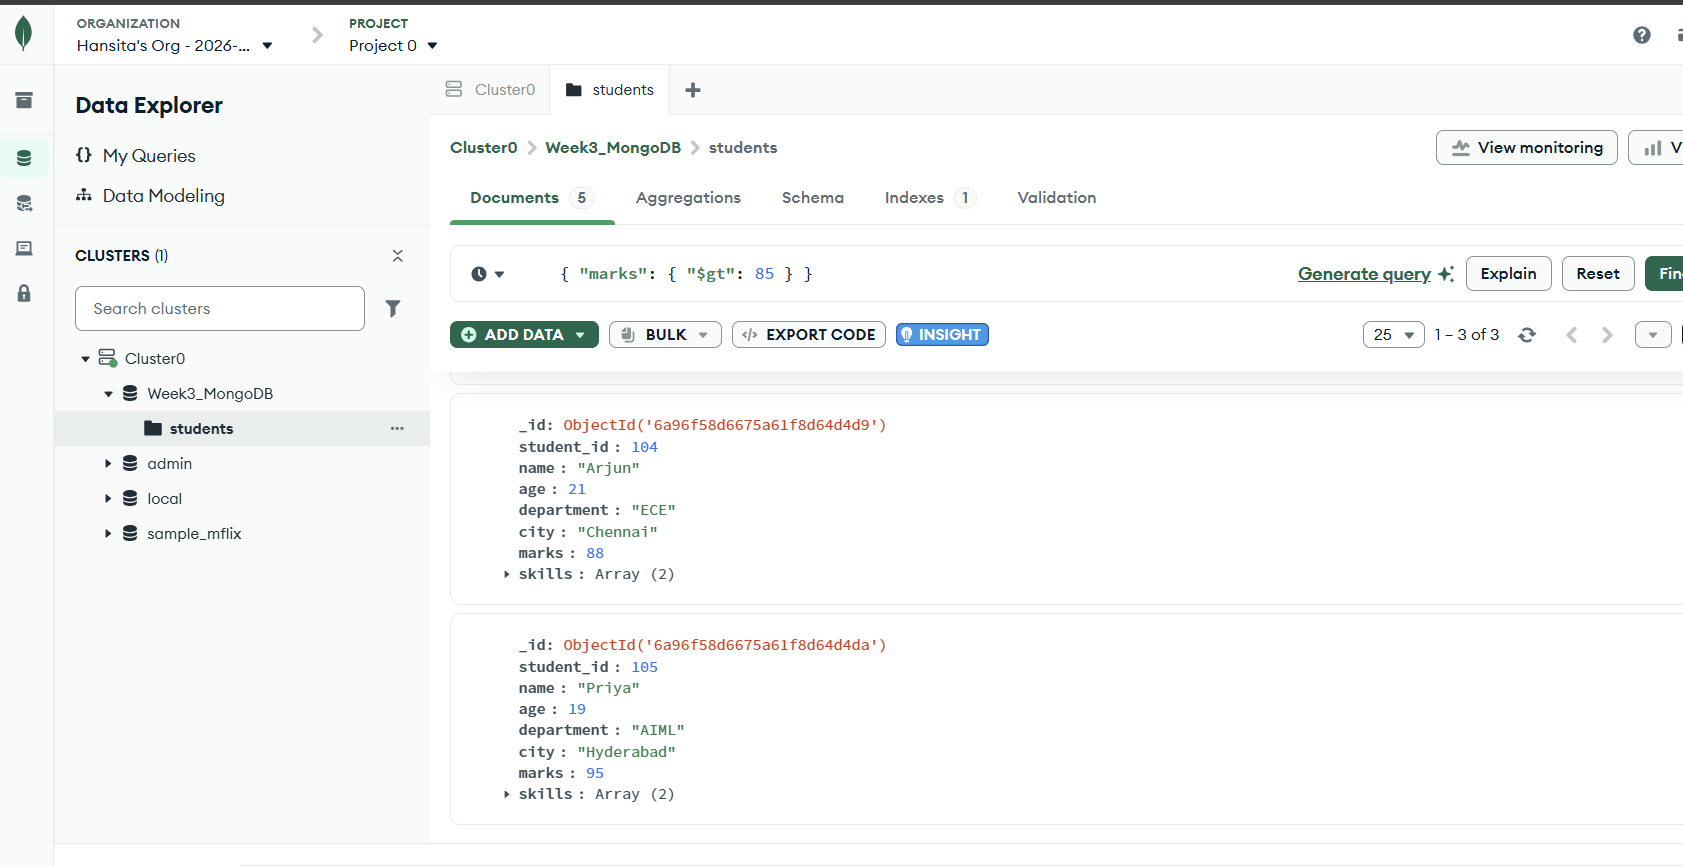 ORGANIZATION
Hansita's Org - 2026-...
PROJECT
Project 0
Data Explorer
My Queries
Data Modeling
CLUSTERS (1)
Search clusters
Cluster0
Week3_MongoDB
students
admin
local
sample_mflix
Cluster0
students
Cluster0 > Week3_MongoDB > students
View monitoring
V
Documents 5
Aggregations
Schema
Indexes 1
Validation
{ "marks": { "$gt": 85 } }
Generate query
Explain
Reset
Fin
ADD DATA
BULK
</> EXPORT CODE
INSIGHT
25
1 – 3 of 3
_id: ObjectId('6a96f58d6675a61f8d64d4d9')
student_id : 104
name : "Arjun"
age : 21
department : "ECE"
city : "Chennai"
marks : 88
skills : Array (2)
_id: ObjectId('6a96f58d6675a61f8d64d4da')
student_id : 105
name : "Priya"
age : 19
department : "AIML"
city : "Hyderabad"
marks : 95
skills : Array (2)